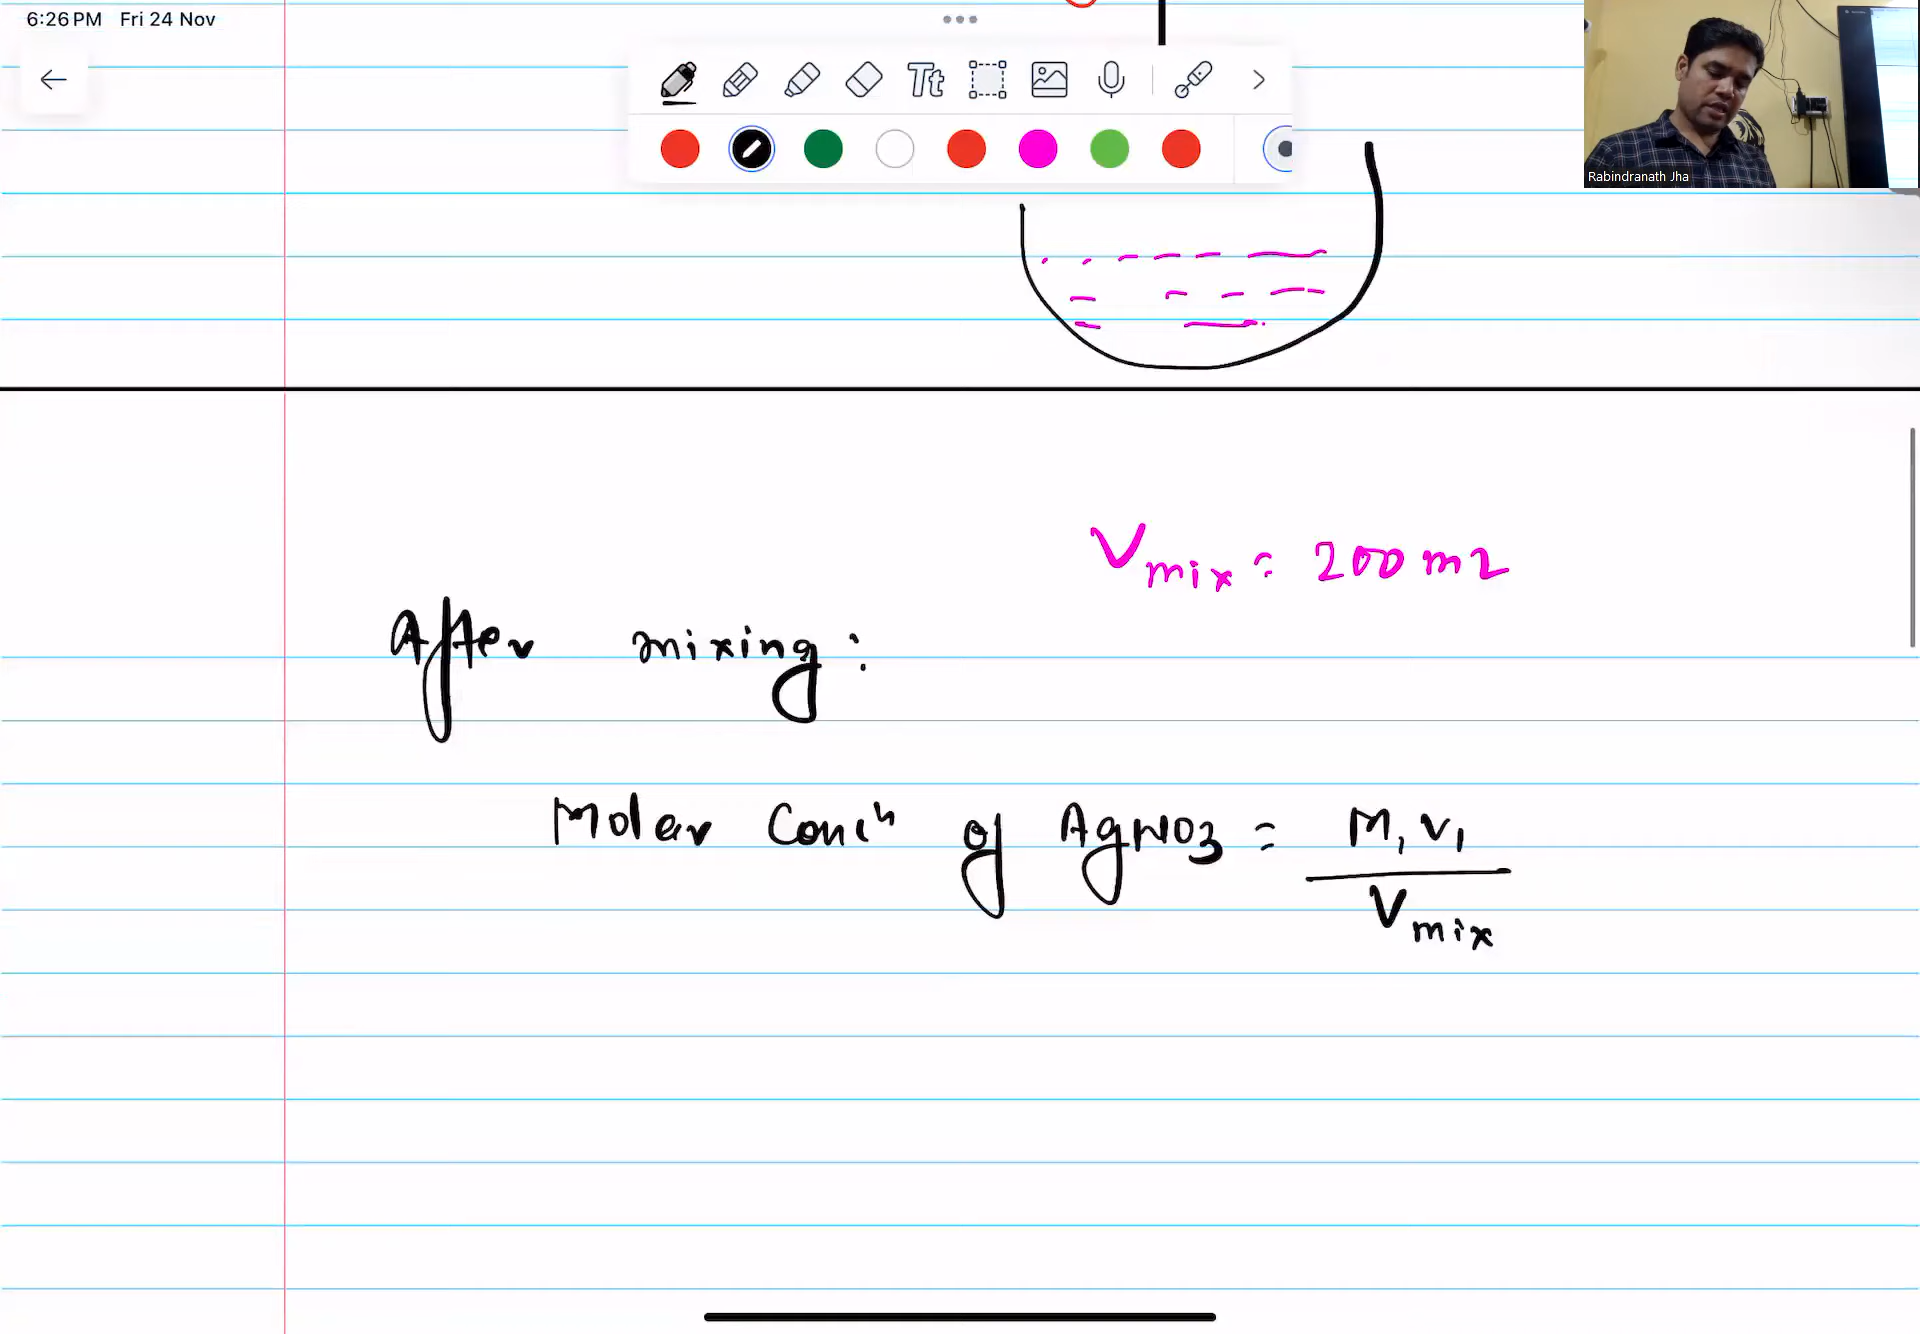 6:26 PM Fri 24 Nov
Tt
Rabindranath Jha
Vmix = 200 mL
After mixing:
Molar Concn of AgNO3 = M1V1
Vmix